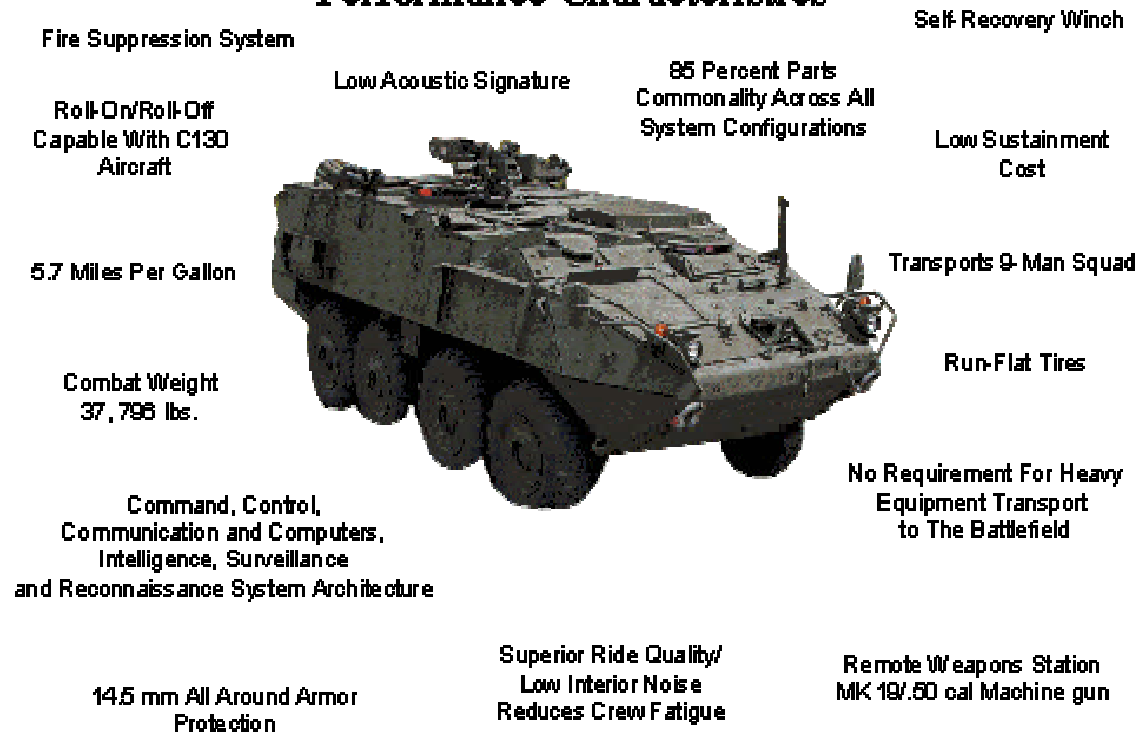 Performance Characteristics
Self-Recovery Winch
Fire Suppression System
Low Acoustic Signature
85 Percent Parts
Commonality Across All
System Configurations
Roll-On/Roll-Off
Capable With C130
Aircraft
Low Sustainment
Cost
5.7 Miles Per Gallon
Transports 9- Man Squad
Combat Weight
37,796 lbs.
Run-Flat Tires
No Requirement For Heavy
Equipment Transport
to The Battlefield
Command, Control,
Communication and Computers,
Intelligence, Surveillance
and Reconnaissance System Architecture
14.5 mm All Around Armor
Protection
Superior Ride Quality/
Low Interior Noise
Reduces Crew Fatigue
Remote Weapons Station
MK 19/.50 cal Machine gun